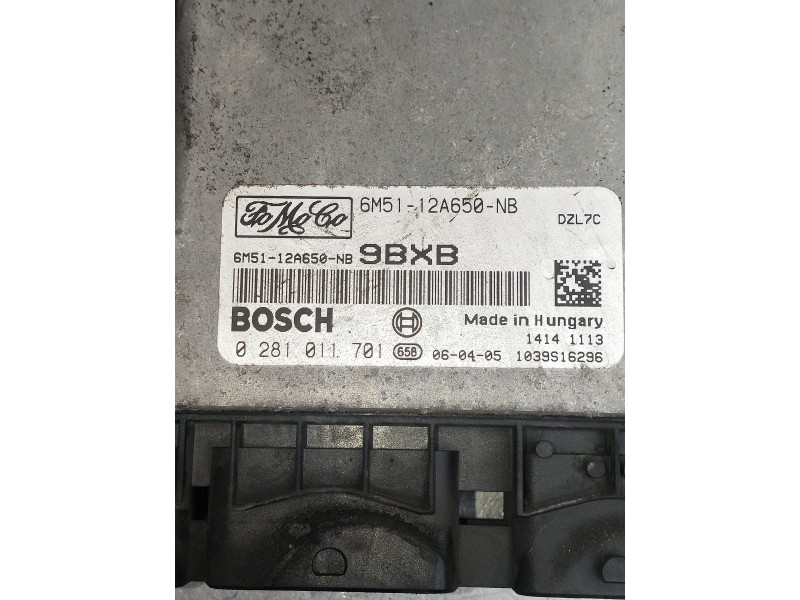 FoMoCo 6M51-12A650-NB DZL7C
6M51-12A650-NB 9BXB
BOSCH Made in Hungary
1414 1113
0 281 011 701 658 06-04-05 1039S16296